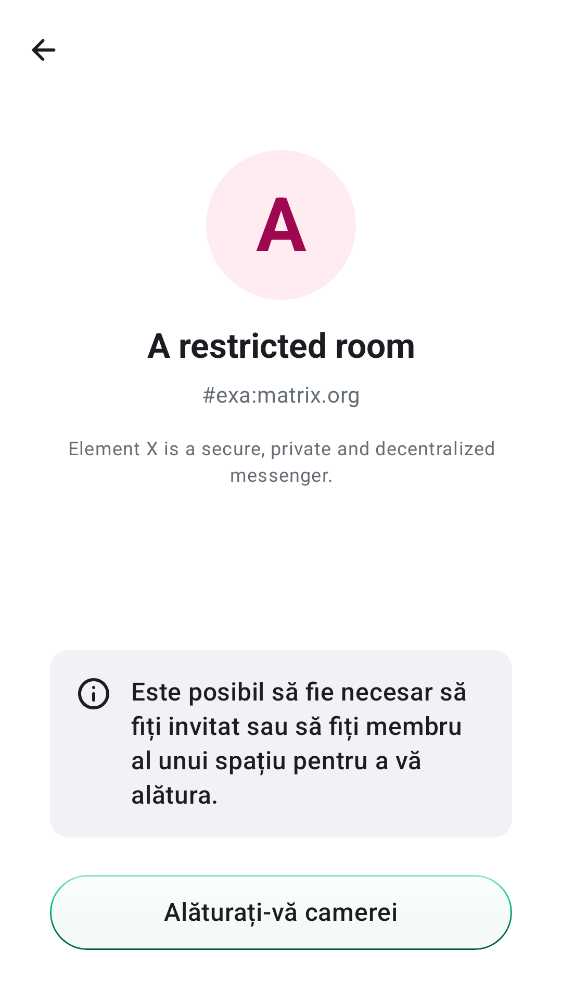 A
A restricted room
#exa:matrix.org
Element X is a secure, private and decentralized
messenger.
Este posibil să fie necesar să
fiți invitat sau să fiți membru
al unui spațiu pentru a vă
alătura.
Alăturați-vă camerei